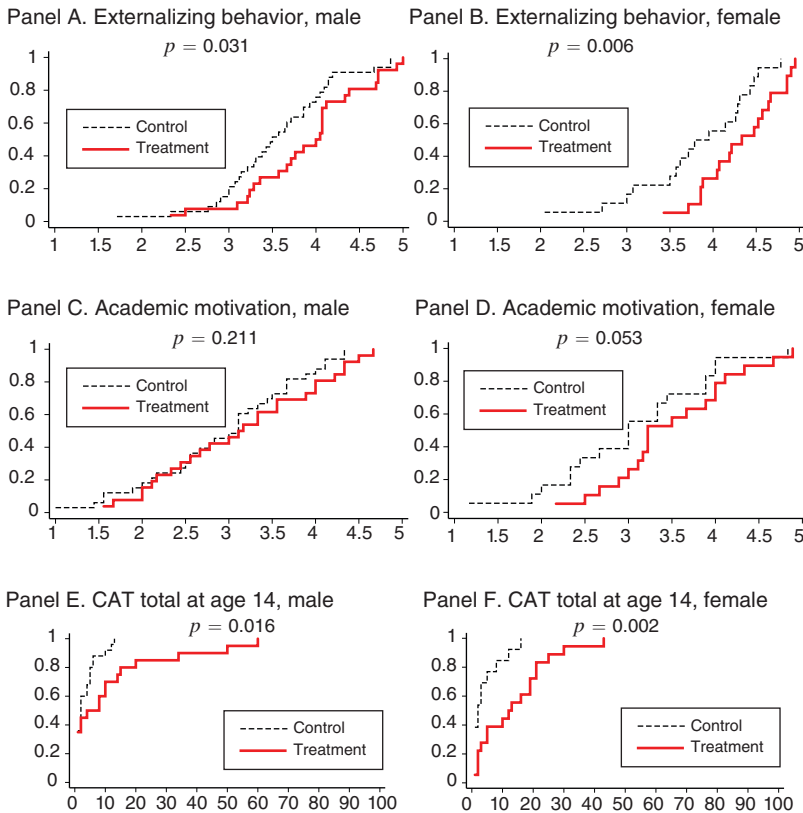 Panel A. Externalizing behavior, male
p = 0.031
1
0.8
0.6
0.4
0.2
0
Control
Treatment
1 1.5 2 2.5 3 3.5 4 4.5 5
Panel B. Externalizing behavior, female
p = 0.006
1
0.8
0.6
0.4
0.2
0
Control
Treatment
1 1.5 2 2.5 3 3.5 4 4.5 5
Panel C. Academic motivation, male
p = 0.211
1
0.8
0.6
0.4
0.2
0
Control
Treatment
1 1.5 2 2.5 3 3.5 4 4.5 5
Panel D. Academic motivation, female
p = 0.053
1
0.8
0.6
0.4
0.2
0
Control
Treatment
1 1.5 2 2.5 3 3.5 4 4.5 5
Panel E. CAT total at age 14, male
p = 0.016
1
0.8
0.6
0.4
0.2
0
Control
Treatment
0 10 20 30 40 50 60 70 80 90 100
Panel F. CAT total at age 14, female
p = 0.002
1
0.8
0.6
0.4
0.2
0
Control
Treatment
0 10 20 30 40 50 60 70 80 90 100